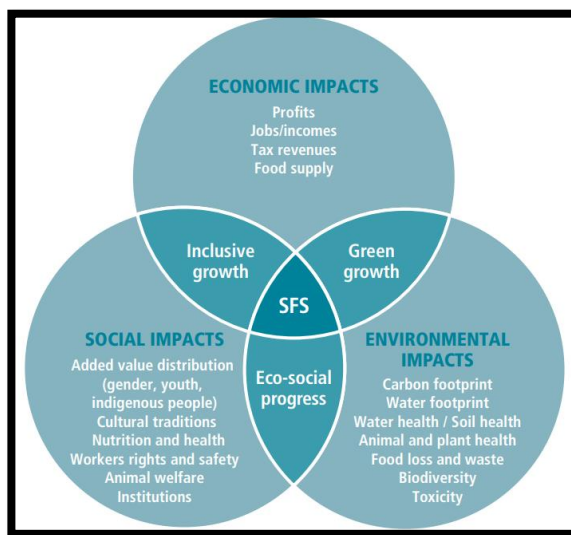 ECONOMIC IMPACTS
Profits
Jobs/incomes
Tax revenues
Food supply
Inclusive
growth
Green
growth
SFS
SOCIAL IMPACTS
Added value distribution
(gender, youth,
indigenous people)
Cultural traditions
Nutrition and health
Workers rights and safety
Animal welfare
Institutions
Eco-social
progress
ENVIRONMENTAL
IMPACTS
Carbon footprint
Water footprint
Water health / Soil health
Animal and plant health
Food loss and waste
Biodiversity
Toxicity